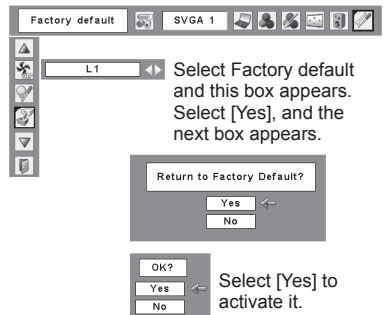 Factory default
SVGA 1
L1
Select Factory default
and this box appears.
Select [Yes], and the
next box appears.
Return to Factory Default?
Yes
No
OK?
Yes
No
Select [Yes] to
activate it.